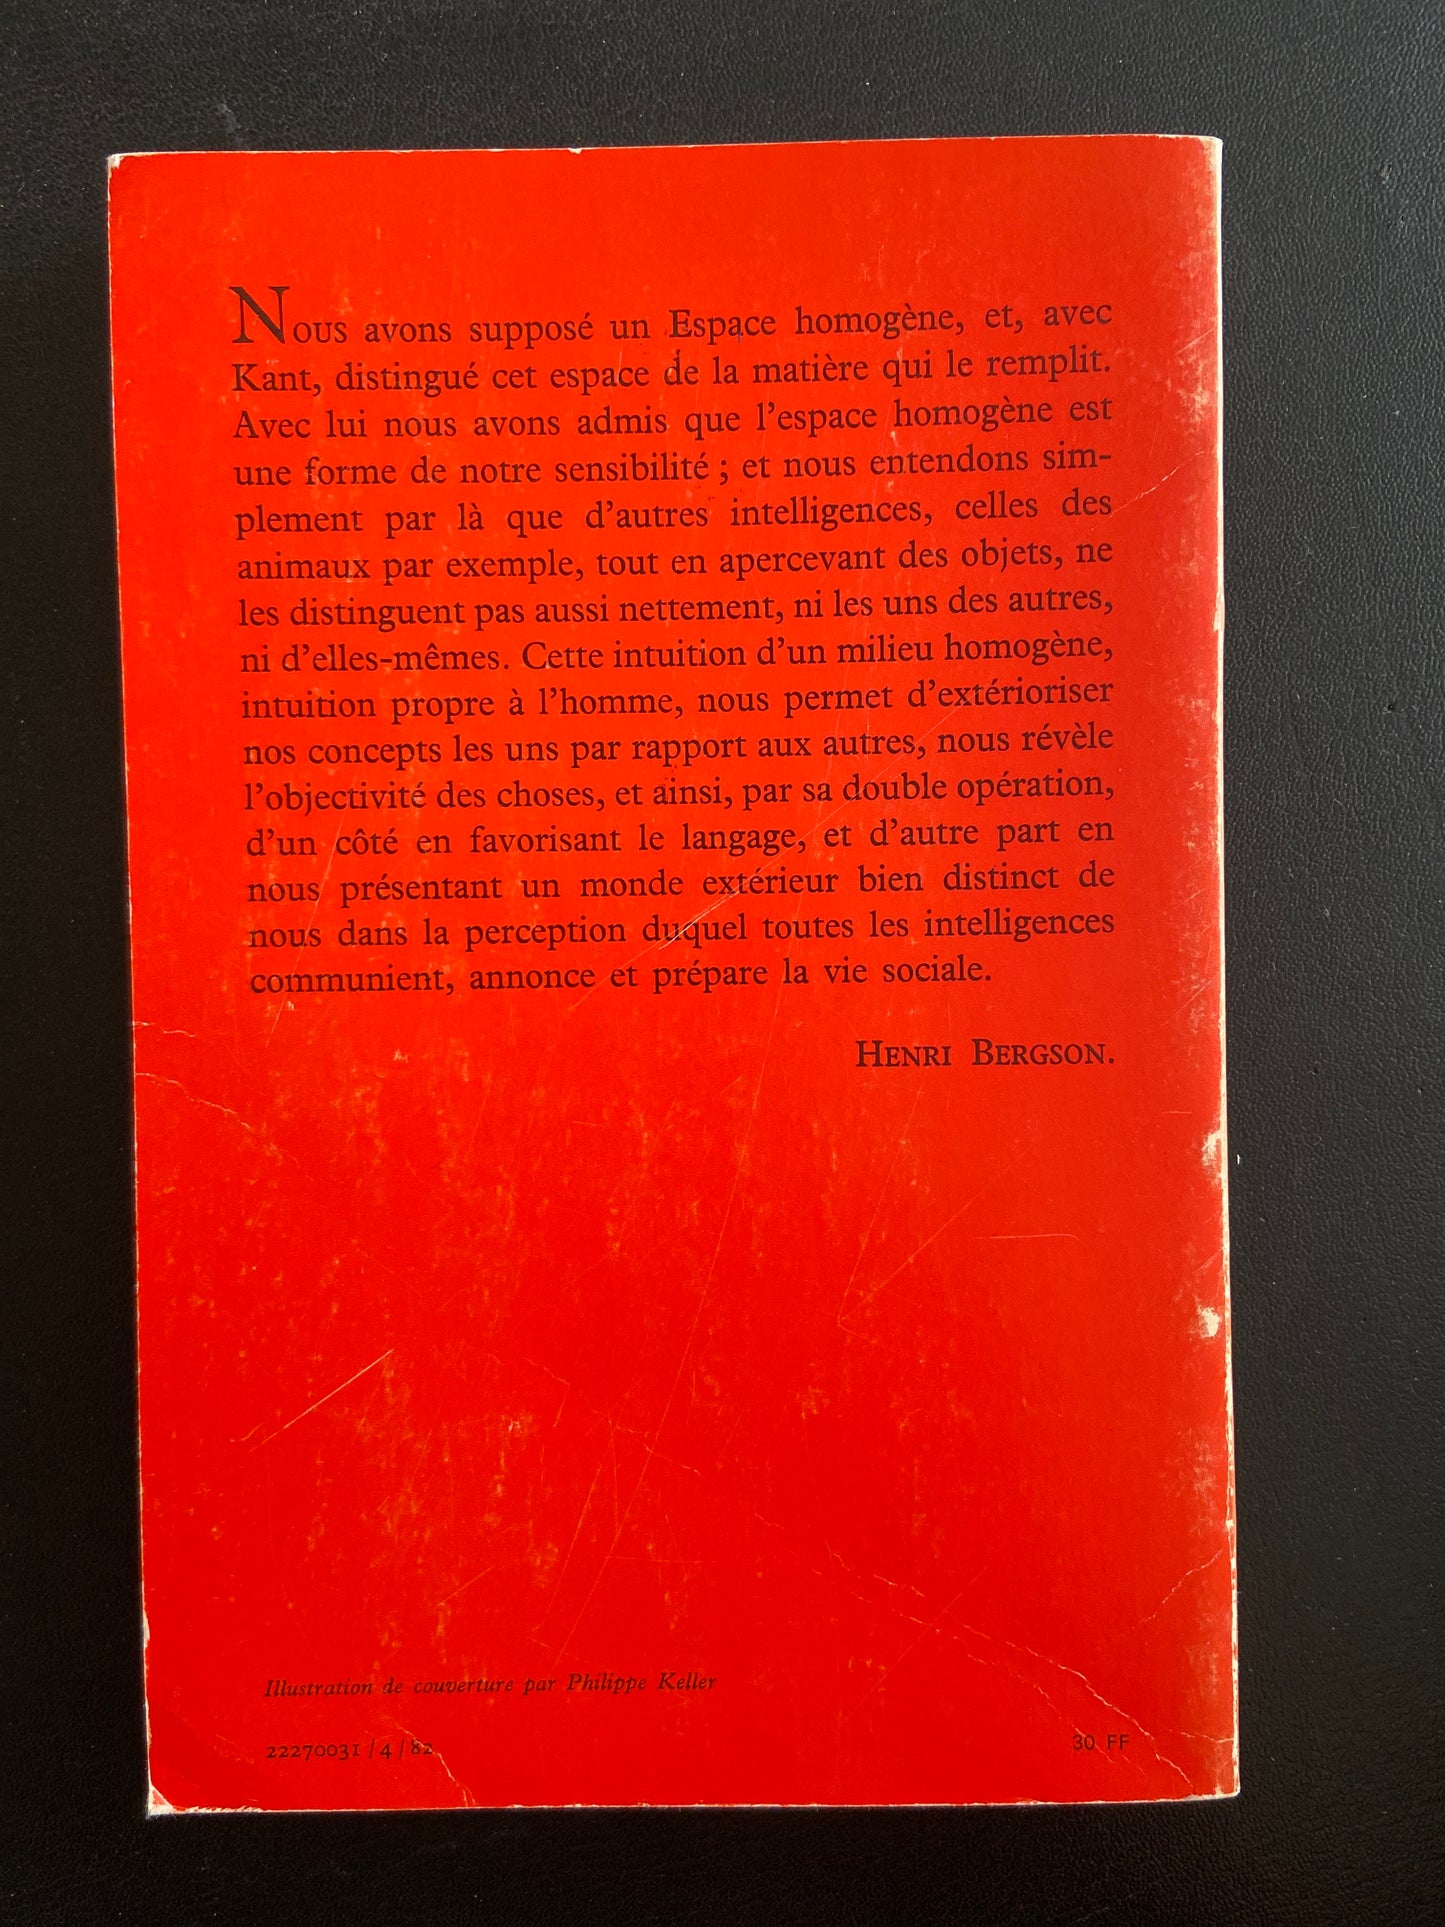 Nous avons supposé un Espace homogène, et, avec
Kant, distingué cet espace de la matière qui le remplit.
Avec lui nous avons admis que l'espace homogène est
une forme de notre sensibilité ; et nous entendons sim-
plement par là que d'autres intelligences, celles des
animaux par exemple, tout en apercevant des objets, ne
les distinguent pas aussi nettement, ni les uns des autres,
ni d'elles-mêmes. Cette intuition d'un milieu homogène,
intuition propre à l'homme, nous permet d'extérioriser
nos concepts les uns par rapport aux autres, nous révèle
l'objectivité des choses, et ainsi, par sa double opération,
d'un côté en favorisant le langage, et d'autre part en
nous présentant un monde extérieur bien distinct de
nous dans la perception duquel toutes les intelligences
communient, annonce et prépare la vie sociale.
HENRI BERGSON.
Illustration de couverture par Philippe Keller
22270031 / 4 / 82
30 FF